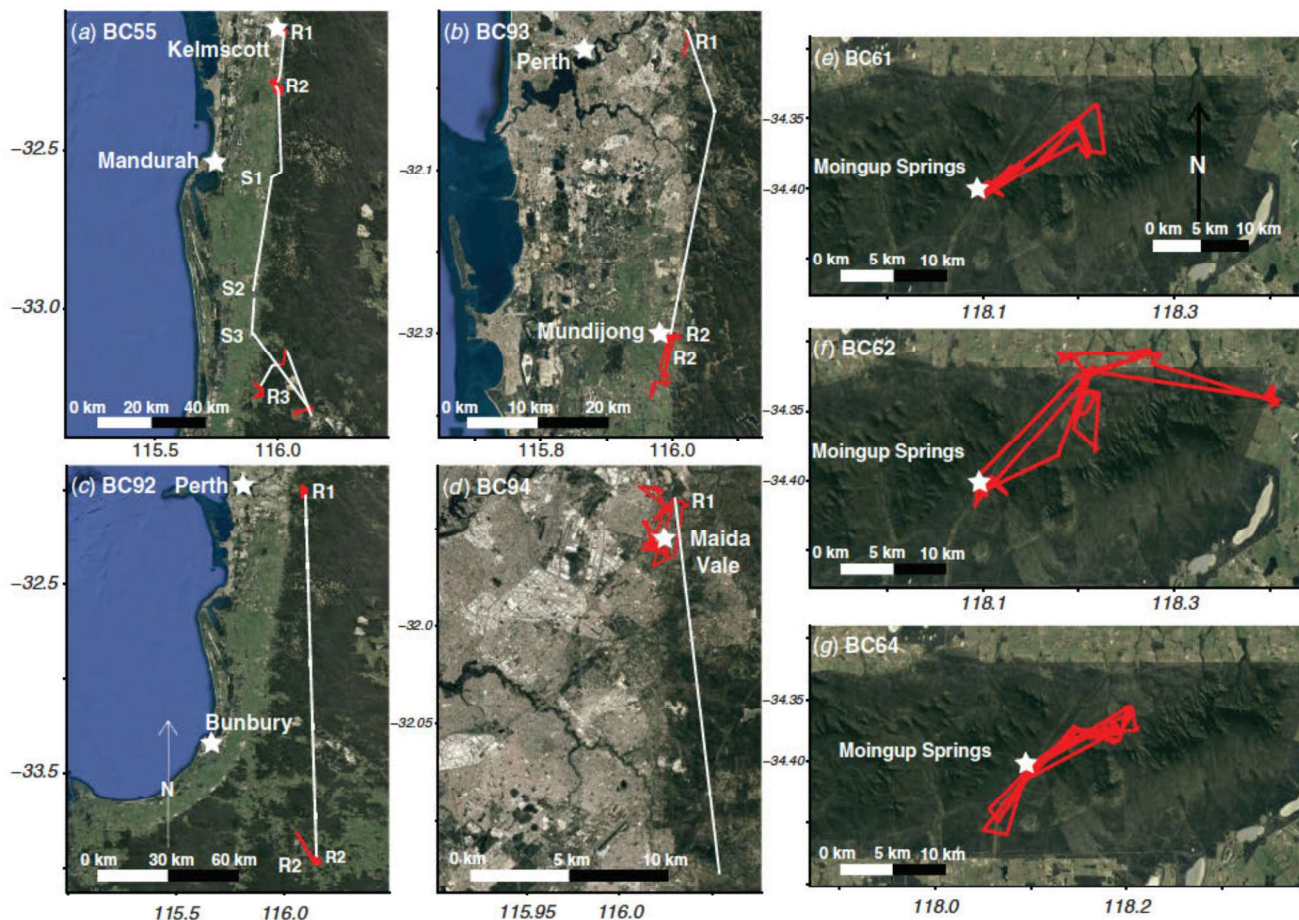 (a) BC55
Kelmscott
R1
R2
−32.5
Mandurah
S1
S2
−33.0
S3
R3
0 km 20 km 40 km
115.5 116.0
(b) BC93
R1
Perth
−32.1
−32.3
Mundijong
R2
R2
0 km 10 km 20 km
115.8 116.0
(c) BC92
Perth
R1
−32.5
Bunbury
−33.5
N
0 km 30 km 60 km
R2
R2
115.5 116.0
(d) BC94
R1
Maida
Vale
−32.0
−32.05
0 km 5 km 10 km
115.95 116.0
(e) BC61
−34.35
Moingup Springs
N
−34.40
0 km 5 km 10 km
0 km 5 km 10 km
118.1 118.3
(f) BC62
−34.35
Moingup Springs
−34.40
0 km 5 km 10 km
118.1 118.3
(g) BC64
−34.35
Moingup Springs
−34.40
0 km 5 km 10 km
118.0 118.2